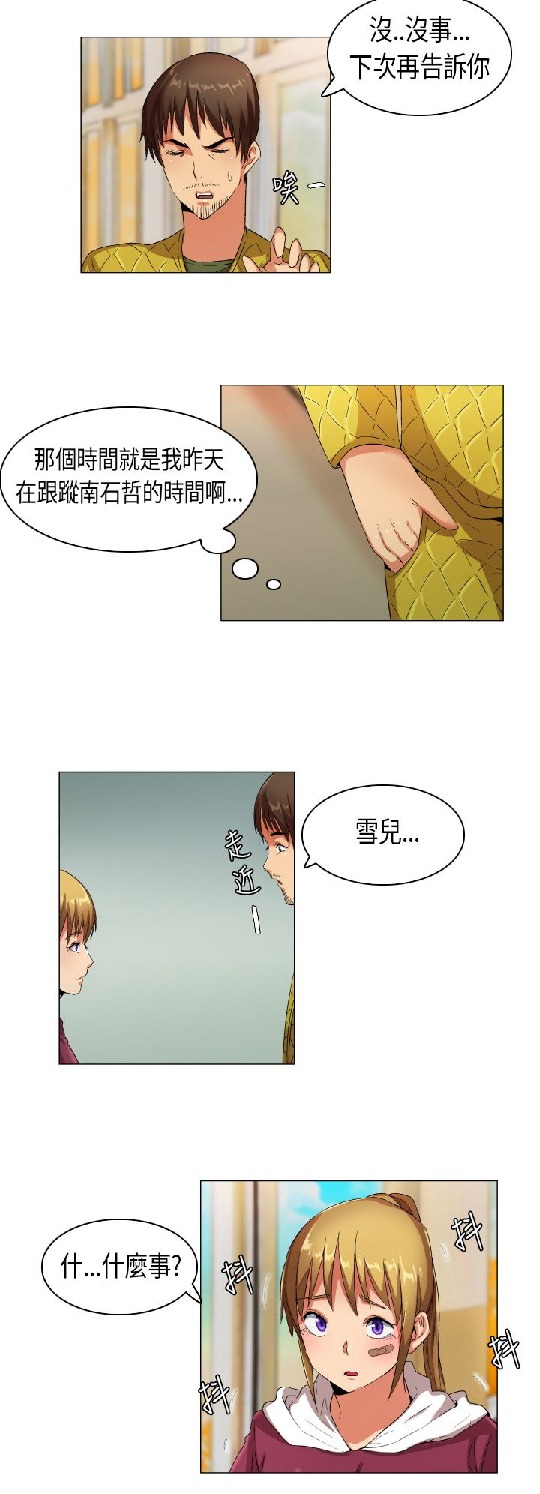 沒..沒事...
下次再告訴你
唉－
那個時間就是我昨天
在跟蹤南石哲的時間啊...
雪兒...
走近－
什...什麼事?
抖
抖
抖
抖